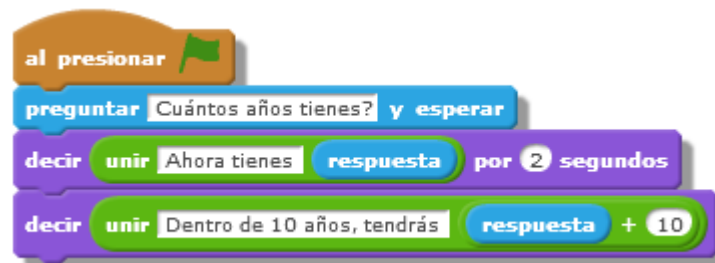 al presionar
preguntar Cuántos años tienes? y esperar
decir unir Ahora tienes respuesta por 2 segundos
decir unir Dentro de 10 años, tendrás respuesta + 10